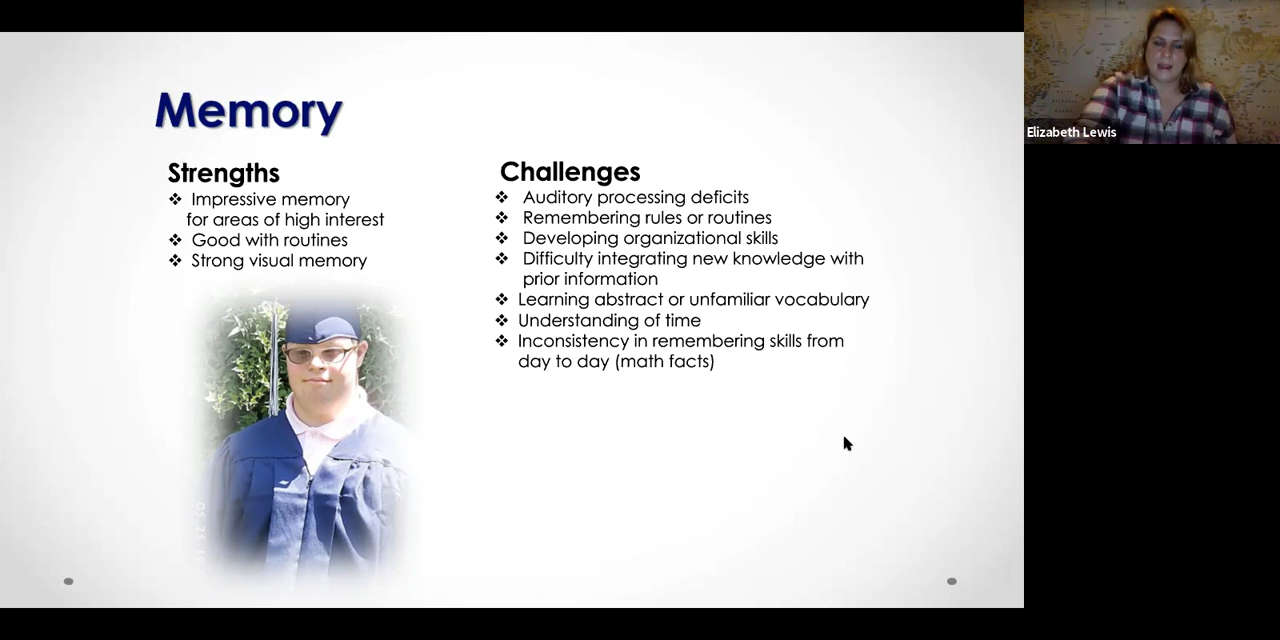 Memory
Strengths
❖ Impressive memory
for areas of high interest
❖ Good with routines
❖ Strong visual memory
Challenges
❖ Auditory processing deficits
❖ Remembering rules or routines
❖ Developing organizational skills
❖ Difficulty integrating new knowledge with
prior information
❖ Learning abstract or unfamiliar vocabulary
❖ Understanding of time
❖ Inconsistency in remembering skills from
day to day (math facts)
Elizabeth Lewis